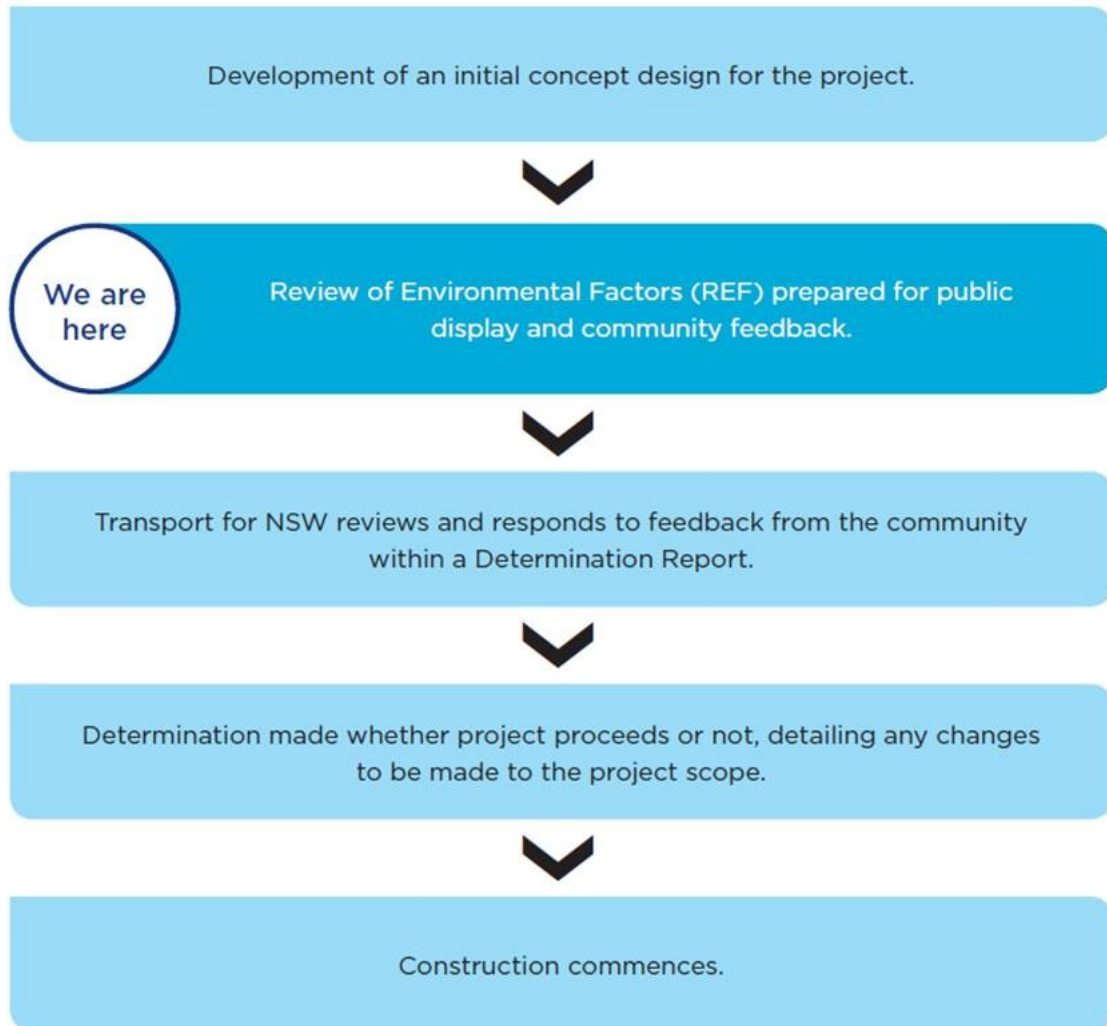 Development of an initial concept design for the project.
We are
here
Review of Environmental Factors (REF) prepared for public
display and community feedback.
Transport for NSW reviews and responds to feedback from the community
within a Determination Report.
Determination made whether project proceeds or not, detailing any changes
to be made to the project scope.
Construction commences.